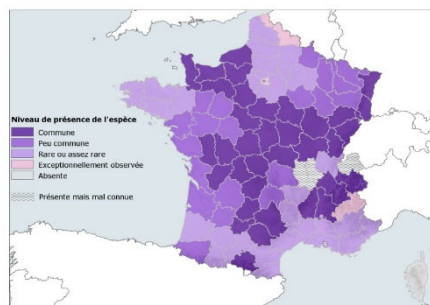 Niveau de présence de l'espèce
Commune
Peu commune
Rare ou assez rare
Exceptionnellement observée
Absente
Présente mais mal connue